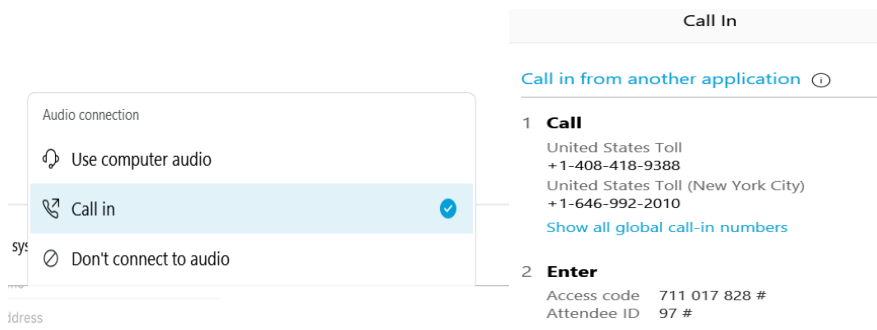 Audio connection
Use computer audio
Call in
Don't connect to audio
Call In
Call in from another application
1 Call
United States Toll
+1-408-418-9388
United States Toll (New York City)
+1-646-992-2010
Show all global call-in numbers
2 Enter
Access code 711 017 828 #
Attendee ID 97 #